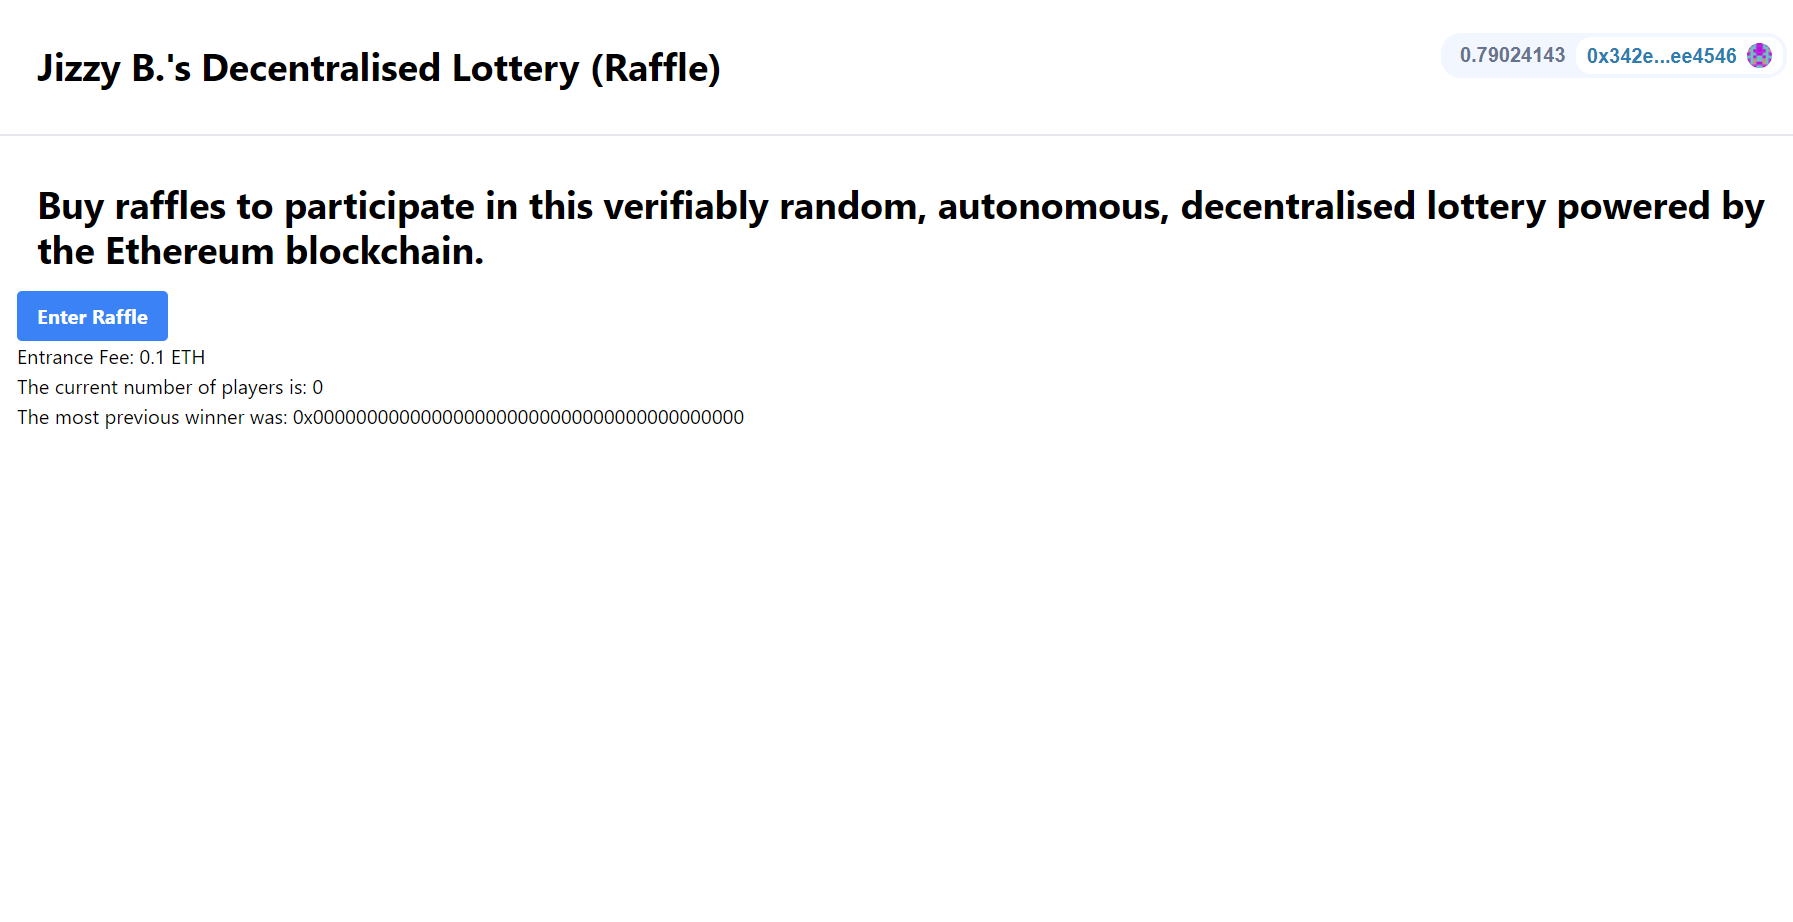 Jizzy B.'s Decentralised Lottery (Raffle)
0.79024143 0x342e...ee4546
Buy raffles to participate in this verifiably random, autonomous, decentralised lottery powered by
the Ethereum blockchain.
Enter Raffle
Entrance Fee: 0.1 ETH
The current number of players is: 0
The most previous winner was: 0x0000000000000000000000000000000000000000